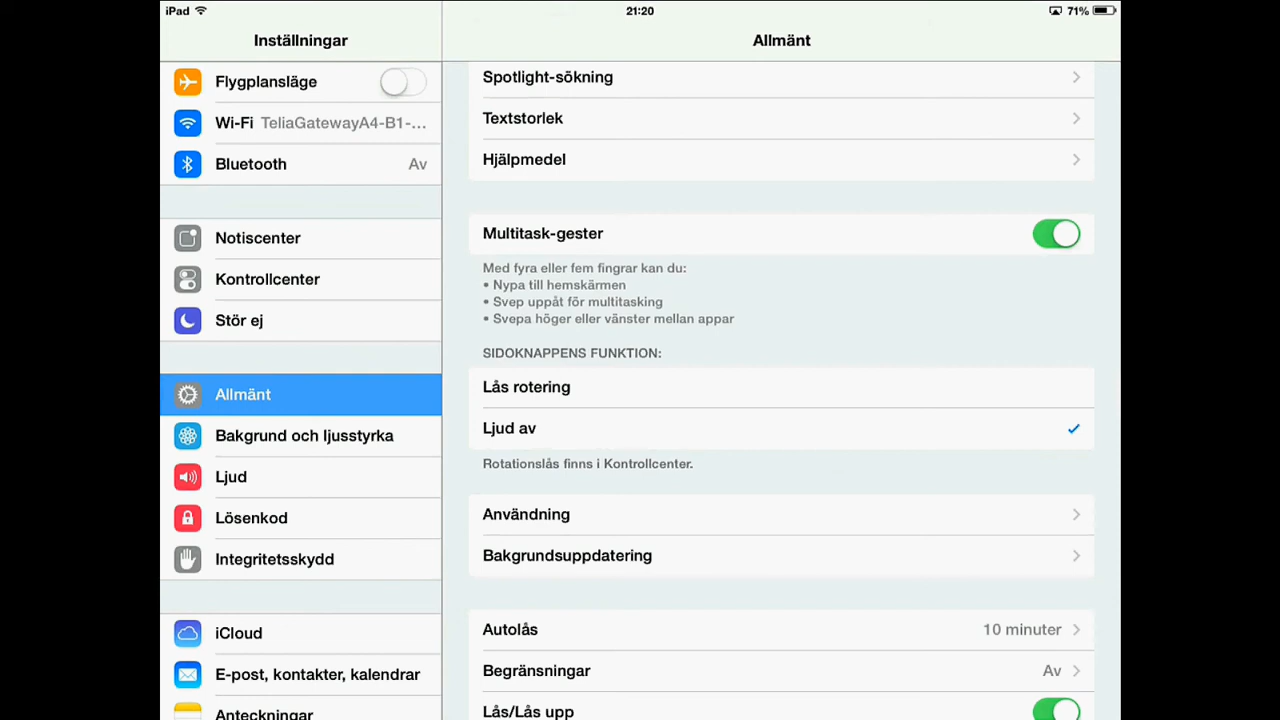 iPad 21:20 71%
Inställningar
Flygplansläge
Wi-Fi TeliaGatewayA4-B1-...
Bluetooth Av
Notiscenter
Kontrollcenter
Stör ej
Allmänt
Bakgrund och ljusstyrka
Ljud
Lösenkod
Integritetsskydd
iCloud
E-post, kontakter, kalendrar
Anteckningar
Allmänt
Spotlight-sökning
Textstorlek
Hjälpmedel
Multitask-gester
Med fyra eller fem fingrar kan du:
• Nypa till hemskärmen
• Svep uppåt för multitasking
• Svepa höger eller vänster mellan appar
SIDOKNAPPENS FUNKTION:
Lås rotering
Ljud av
Rotationslås finns i Kontrollcenter.
Användning
Bakgrundsuppdatering
Autolås 10 minuter
Begränsningar Av
Lås/Lås upp